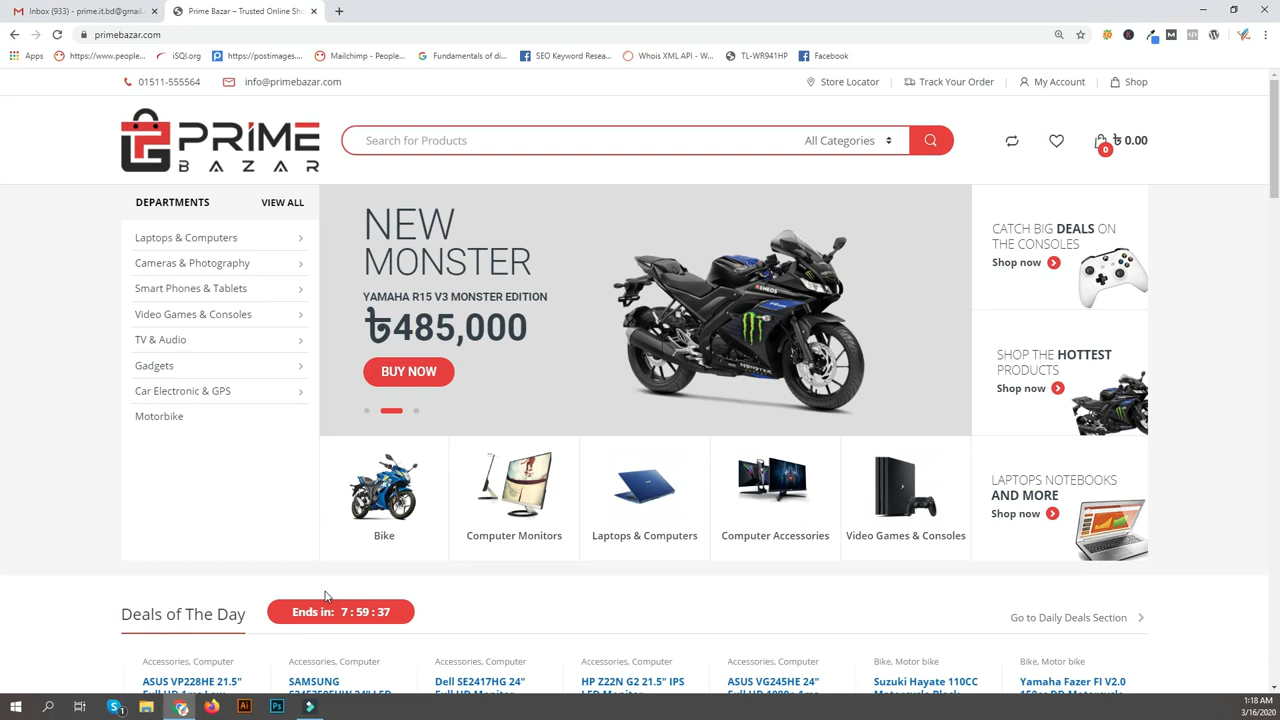 Inbox (933) - prime.it.bd@gmail.
Prime Bazar – Trusted Online Sho
primebazar.com
Apps
https://www.people...
iSQI.org
https://postimages...
Mailchimp - People...
Fundamentals of di...
SEO Keyword Resea...
Whois XML API - W...
TL-WR941HP
Facebook
01511-555564
info@primebazar.com
Store Locator
Track Your Order
My Account
Shop
PRIME
BAZAR
Search for Products
All Categories
0
৳ 0.00
DEPARTMENTS
VIEW ALL
Laptops & Computers
Cameras & Photography
Smart Phones & Tablets
Video Games & Consoles
TV & Audio
Gadgets
Car Electronic & GPS
Motorbike
NEW
MONSTER
YAMAHA R15 V3 MONSTER EDITION
৳485,000
BUY NOW
ENEOS
MONSTER
CATCH BIG DEALS ON
THE CONSOLES
Shop now
SHOP THE HOTTEST
PRODUCTS
Shop now
LAPTOPS NOTEBOOKS
AND MORE
Shop now
Bike
Computer Monitors
Laptops & Computers
Computer Accessories
Video Games & Consoles
Deals of The Day
Ends in: 7 : 59 : 37
Go to Daily Deals Section
Accessories, Computer
ASUS VP228HE 21.5"
Accessories, Computer
SAMSUNG
Accessories, Computer
Dell SE2417HG 24"
Accessories, Computer
HP Z22N G2 21.5" IPS
Accessories, Computer
ASUS VG245HE 24"
Bike, Motor bike
Suzuki Hayate 110CC
Bike, Motor bike
Yamaha Fazer FI V2.0
1:18 AM
3/16/2020